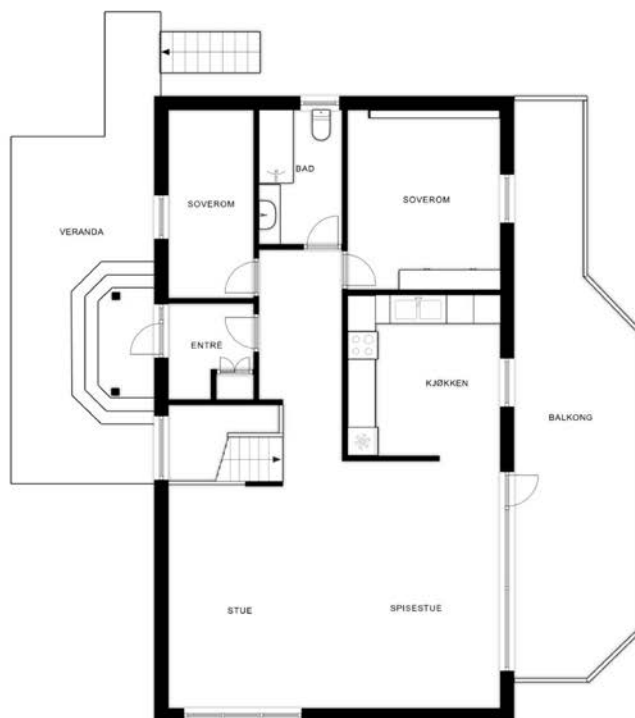 BAD
SOVEROM
SOVEROM
VERANDA
ENTRE
KJØKKEN
BALKONG
STUE
SPISESTUE